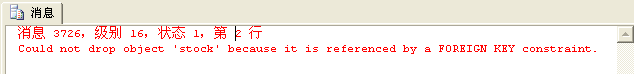 消息
消息 3726，级别 16，状态 1，第 2 行
Could not drop object 'stock' because it is referenced by a FOREIGN KEY constraint.